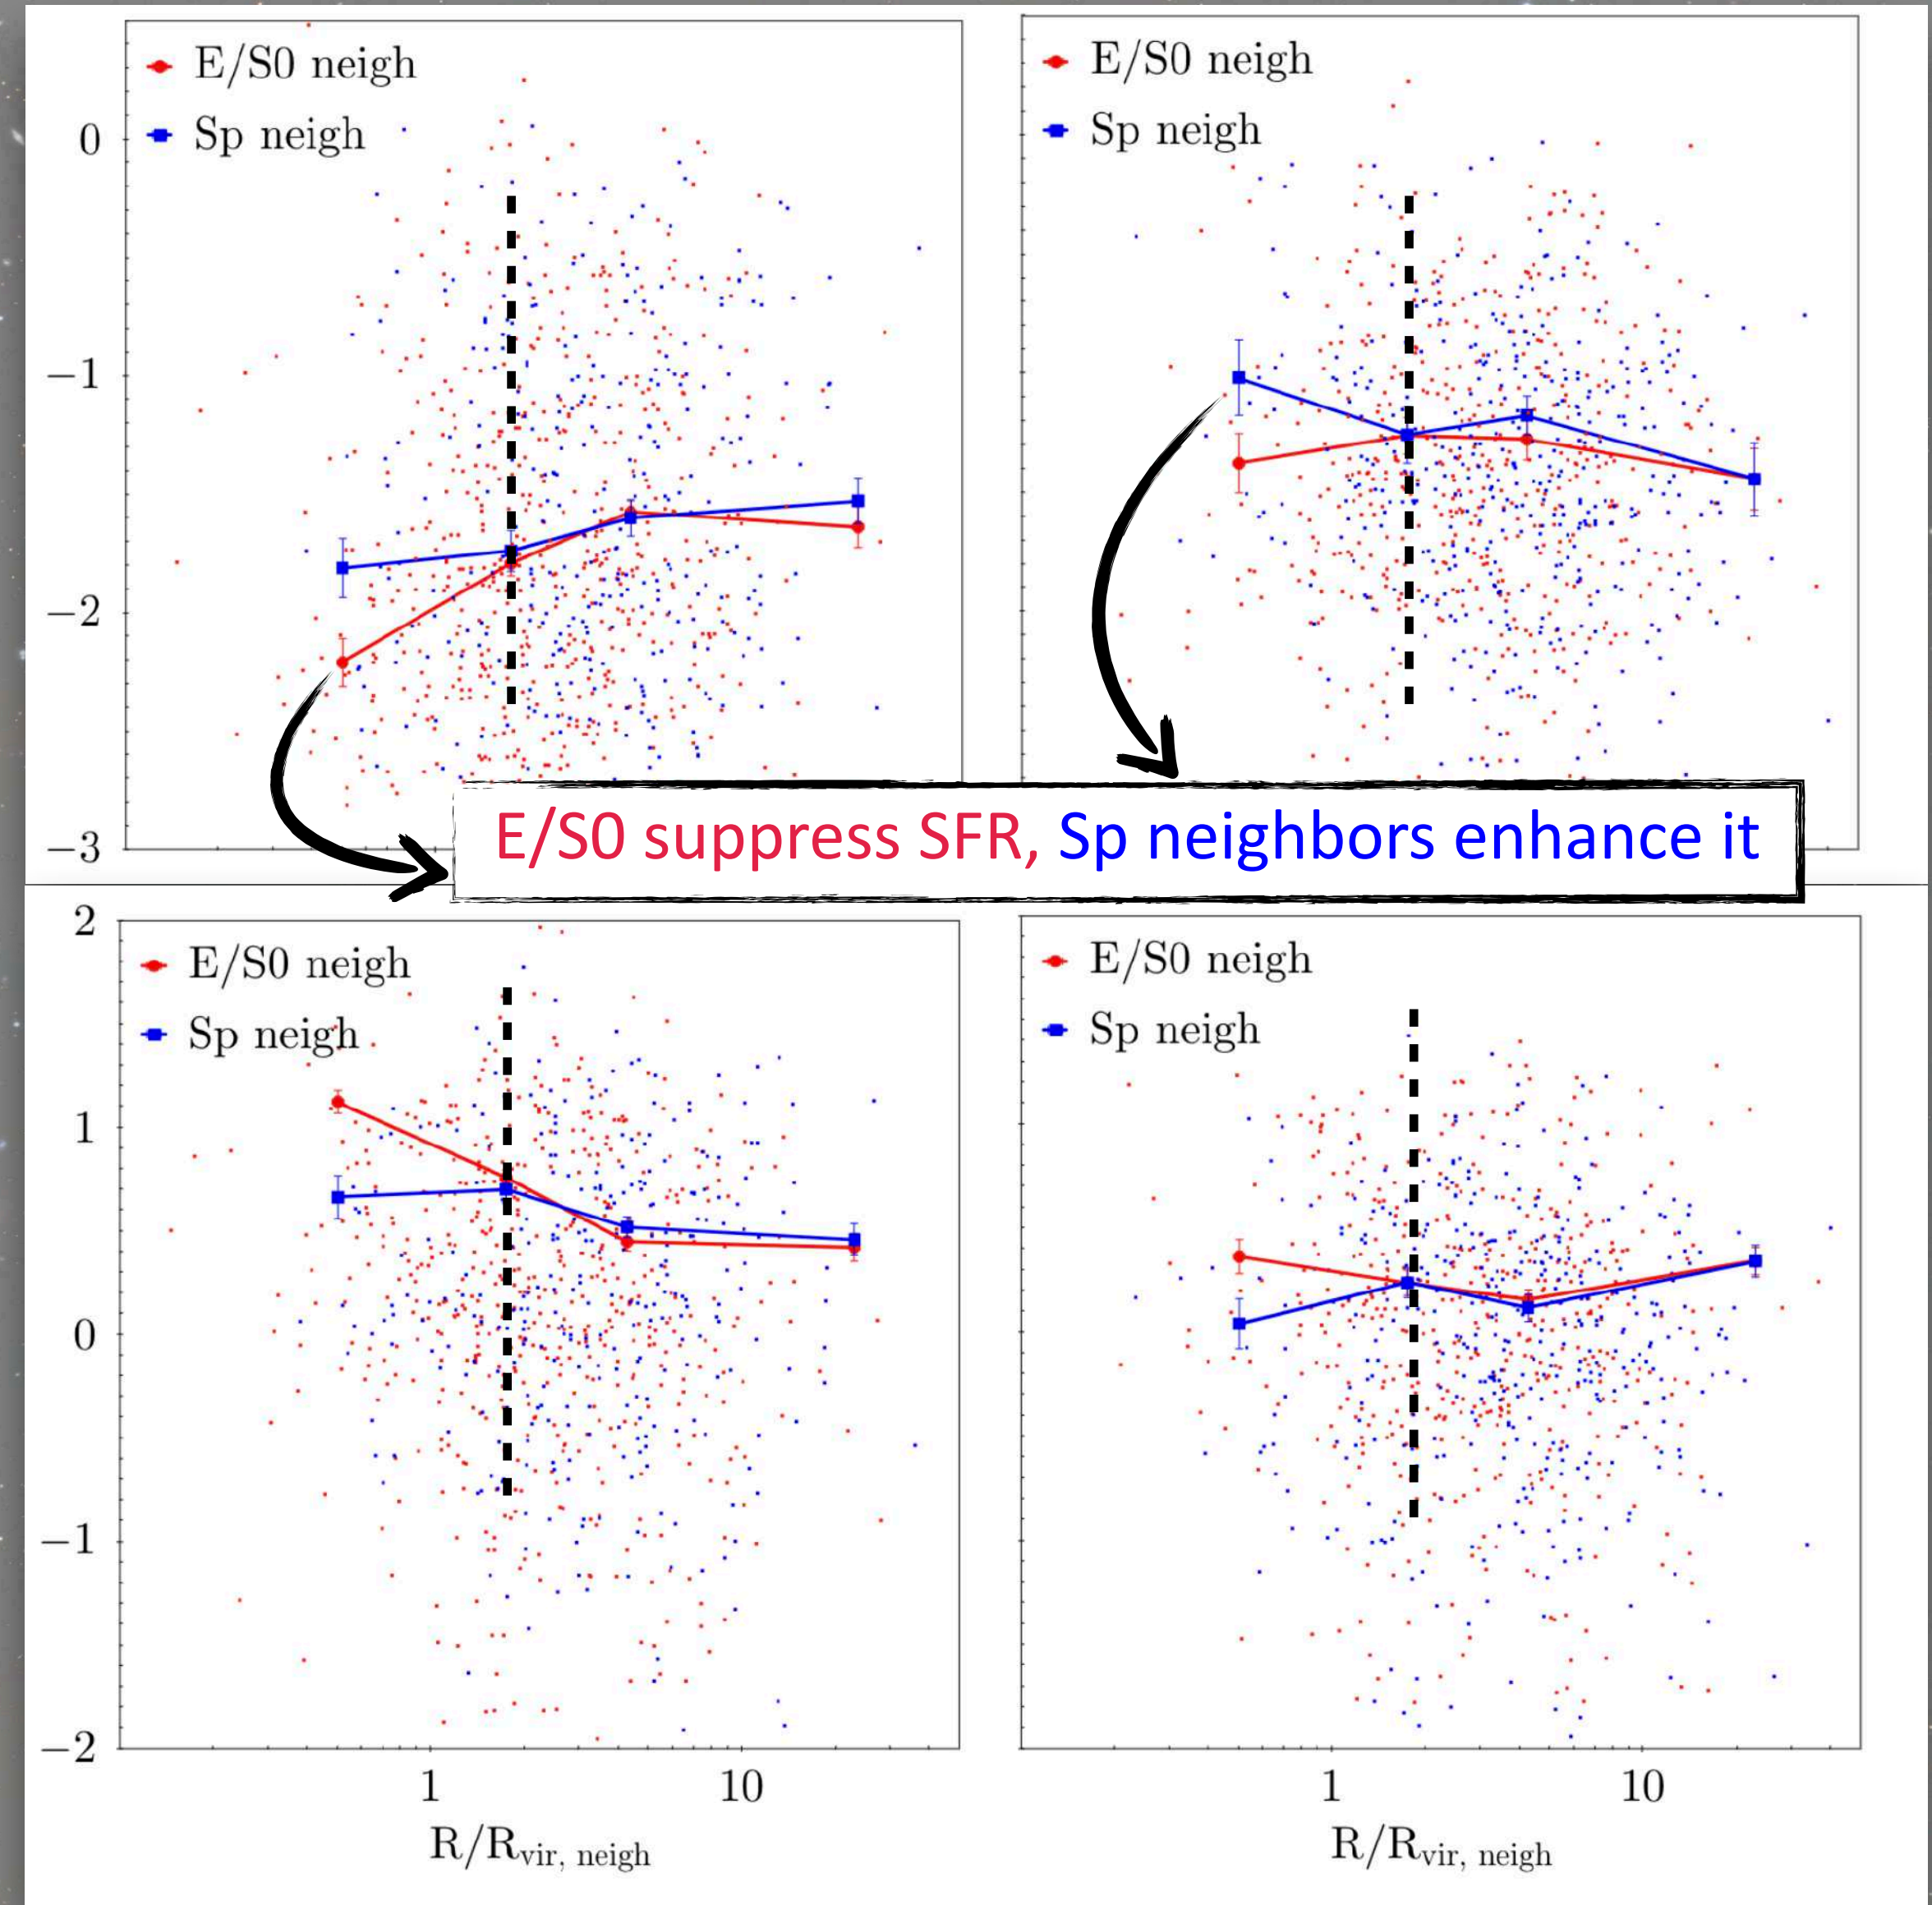 E/S0 neigh
Sp neigh
0
−1
−2
−3
E/S0 neigh
Sp neigh
E/S0 suppress SFR, Sp neighbors enhance it
2
1
0
−1
−2
E/S0 neigh
Sp neigh
1
10
R/Rvir, neigh
E/S0 neigh
Sp neigh
1
10
R/Rvir, neigh